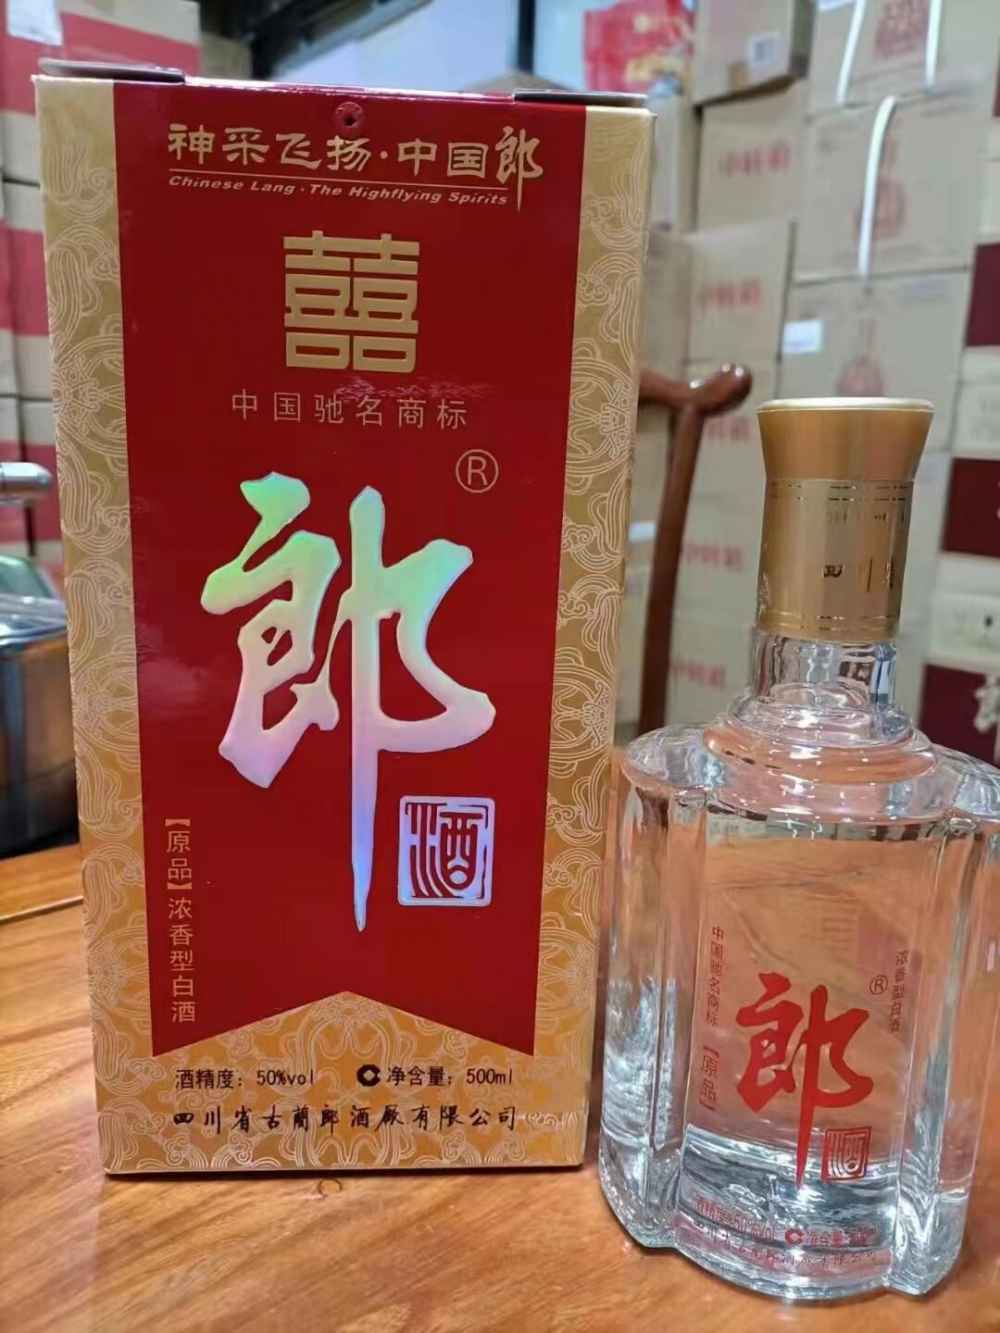 神采飞扬·中国郎
Chinese Lang · The Highflying Spirits
囍
中国驰名商标
郎®
酒
【原品】浓香型白酒
酒精度：50%vol
C净含量：500ml
四川省古蔺郎酒厰有限公司
中国驰名商标
【原品】
浓香型白酒
郎®
酒